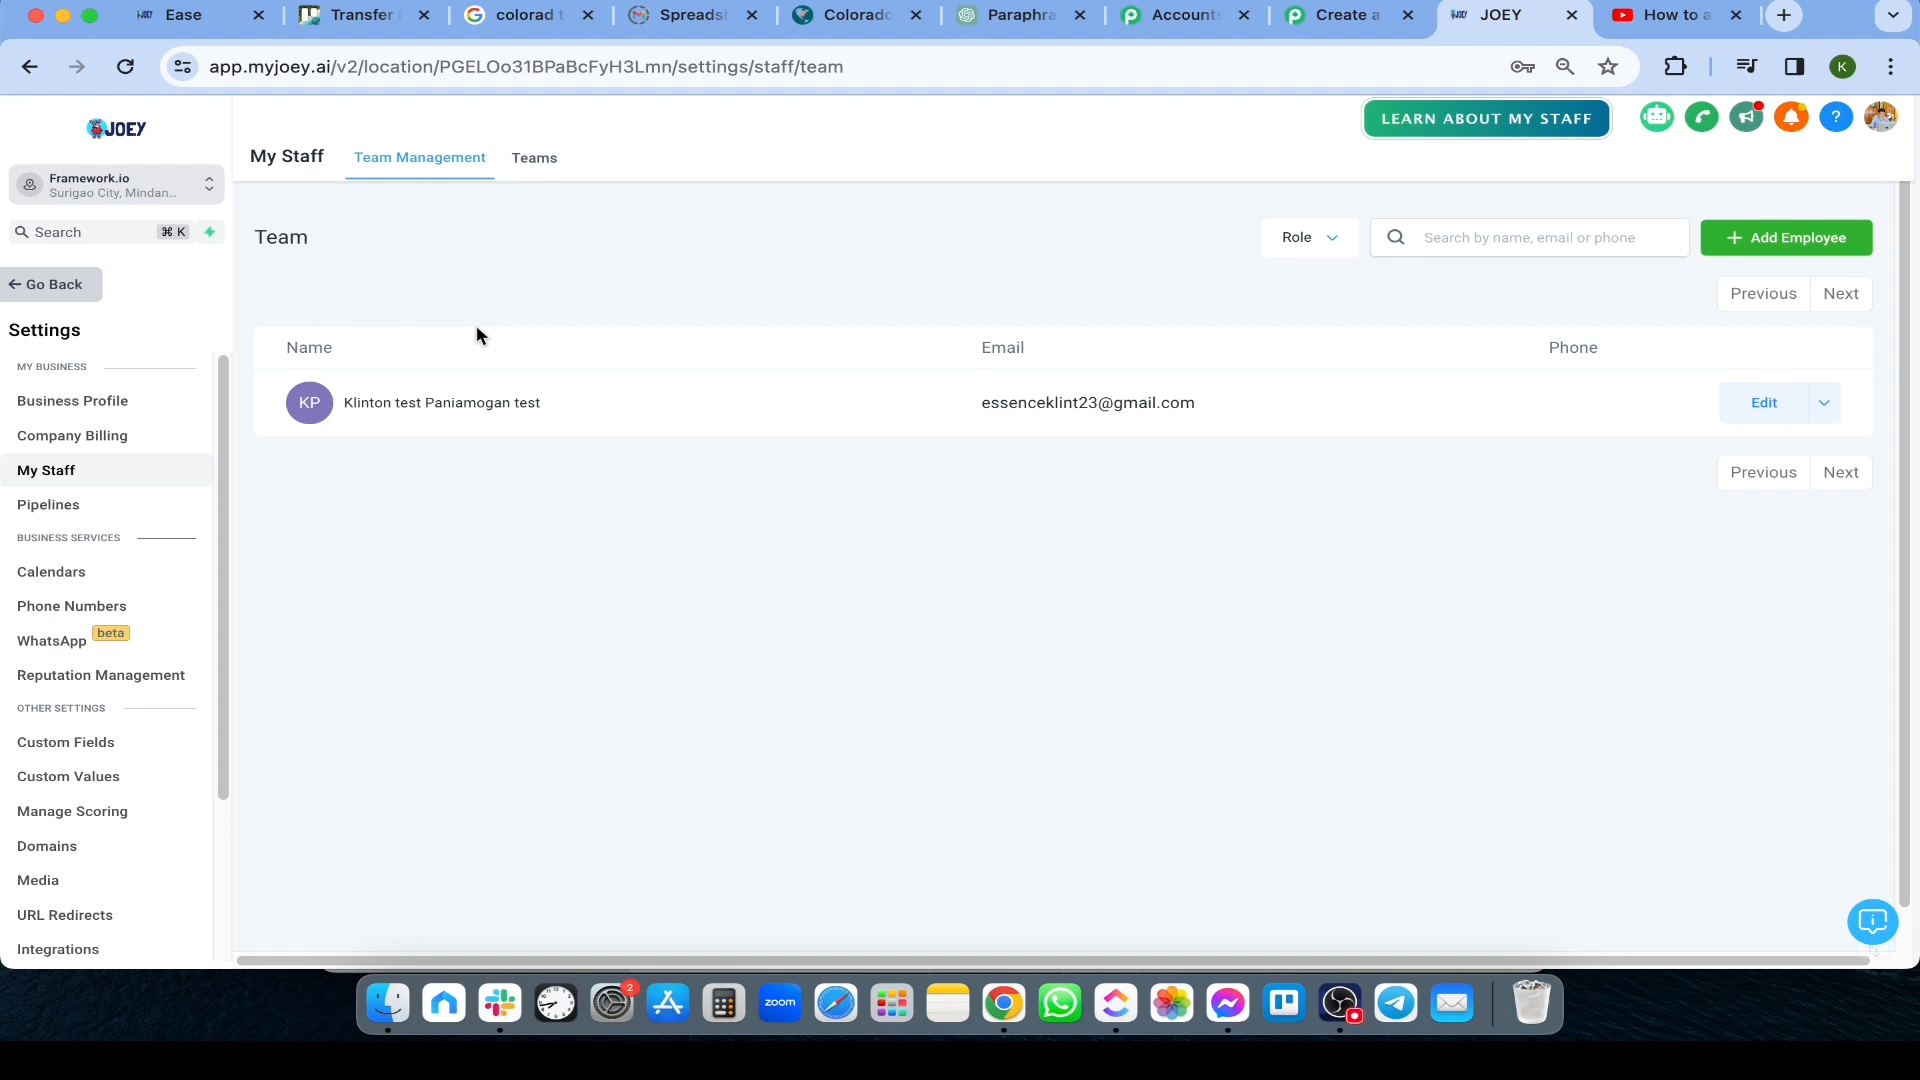 Ease
Transfer
colorad t
Spreads
Colorado
Paraphra
Account
Create a
JOEY
How to a
app.myjoey.ai/v2/location/PGELOo31BPaBcFyH3Lmn/settings/staff/team
K
JOEY
LEARN ABOUT MY STAFF
?
My Staff
Team Management
Teams
Framework.io
Surigao City, Mindan...
Search
⌘ K
Team
Role
Search by name, email or phone
+ Add Employee
Go Back
Previous
Next
Settings
Name
Email
Phone
MY BUSINESS
Business Profile
KP
Klinton test Paniamogan test
essenceklint23@gmail.com
Edit
Company Billing
My Staff
Previous
Next
Pipelines
BUSINESS SERVICES
Calendars
Phone Numbers
WhatsApp
beta
Reputation Management
OTHER SETTINGS
Custom Fields
Custom Values
Manage Scoring
Domains
Media
URL Redirects
Integrations
2
zoom